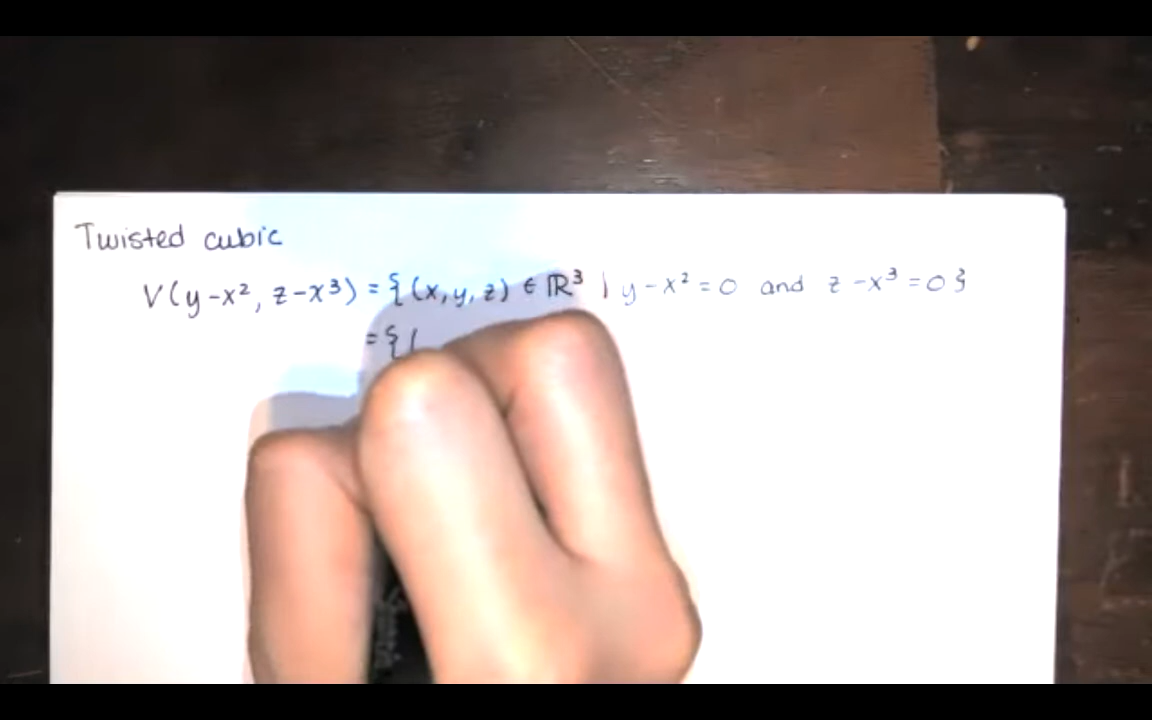 Twisted cubic
V(y-x², z-x³) = {(x,y,z) ∈ ℝ³ | y-x²=0 and z-x³=0}
={(